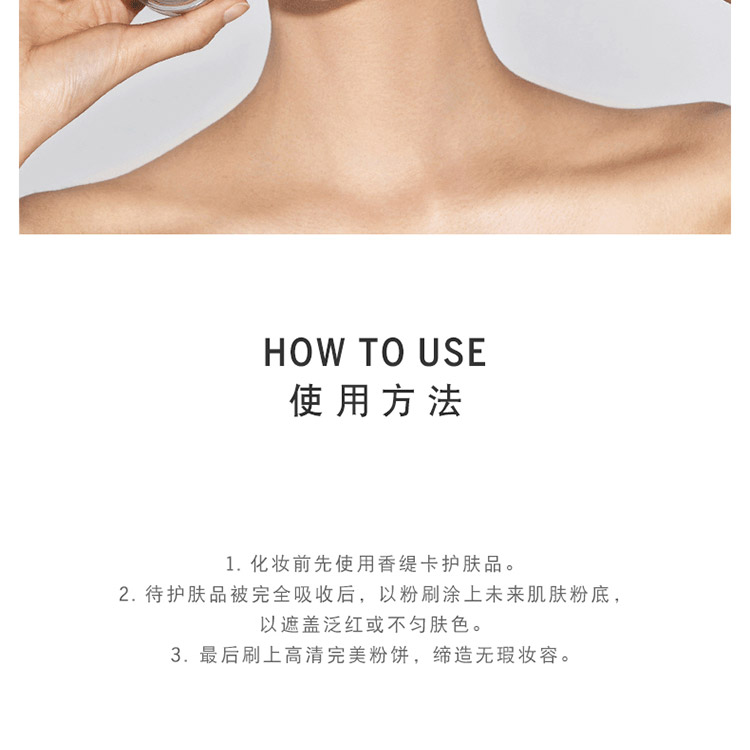 HOW TO USE
使用方法
1. 化妆前先使用香缇卡护肤品。
2. 待护肤品被完全吸收后，以粉刷涂上未来肌肤粉底，
以遮盖泛红或不匀肤色。
3. 最后刷上高清完美粉饼，缔造无瑕妆容。